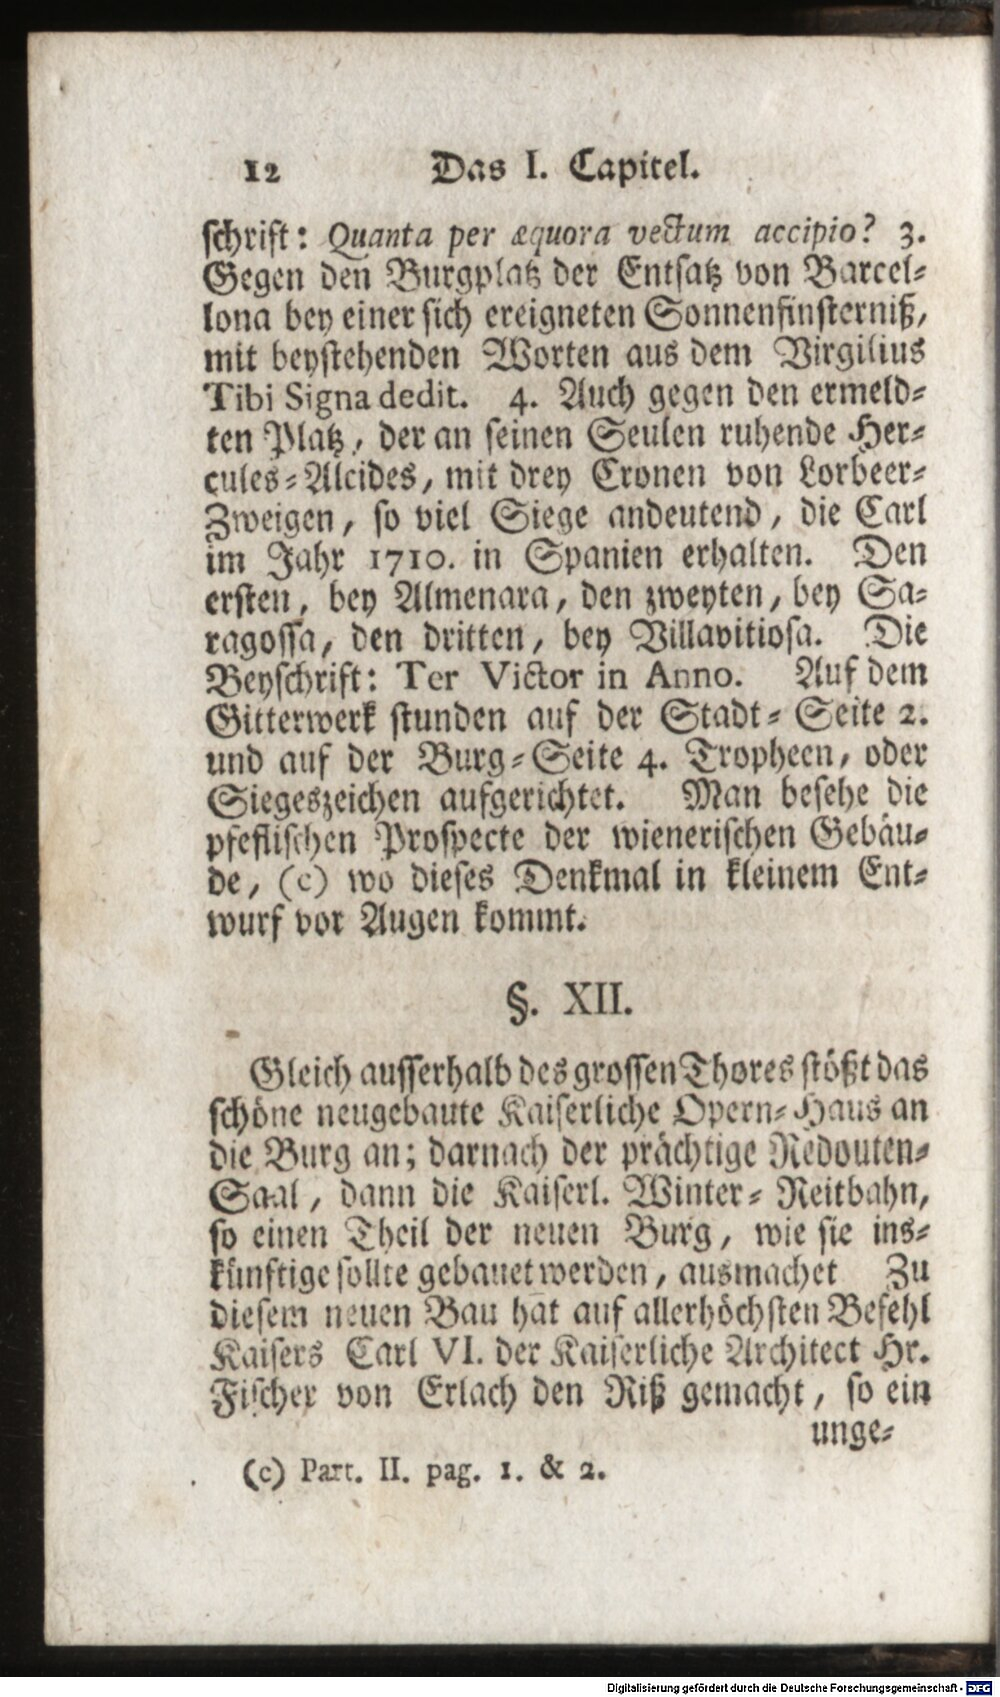 12 Das I. Capitel.
schrift: Quanta per æquora vectum accipio? 3.
Gegen den Burgplatz der Entsatz von Barcel-
lona bey einer sich ereigneten Sonnenfinsterniß,
mit beystehenden Worten aus dem Virgilius
Tibi Signa dedit. 4. Auch gegen den ermeld-
ten Platz, der an seinen Seulen ruhende Her-
cules-Alcides, mit drey Cronen von Lorbeer-
Zweigen, so viel Siege andeutend, die Carl
im Jahr 1710. in Spanien erhalten. Den
ersten, bey Almenara, den zweyten, bey Sa-
ragossa, den dritten, bey Villavitiosa. Die
Beyschrift: Ter Victor in Anno. Auf dem
Gitterwerk stunden auf der Stadt-Seite 2.
und auf der Burg-Seite 4. Tropheen, oder
Siegeszeichen aufgerichtet. Man besehe die
pfeflischen Prospecte der wienerischen Gebäu-
de, (c) wo dieses Denkmal in kleinem Ent-
wurf vor Augen kommt.
§. XII.
Gleich ausserhalb des grossen Thores stößt das
schöne neugebaute Kaiserliche Opern-Haus an
die Burg an; darnach der prächtige Redouten-
Saal, dann die Kaiserl. Winter-Reitbahn,
so einen Theil der neuen Burg, wie sie ins-
künftige sollte gebauet werden, ausmachet Zu
diesem neuen Bau hat auf allerhöchsten Befehl
Kaisers Carl VI. der Kaiserliche Architect Hr.
Fischer von Erlach den Riß gemacht, so ein
unge-
(c) Part. II. pag. 1. & 2.
Digitalisierung gefördert durch die Deutsche Forschungsgemeinschaft - DFG